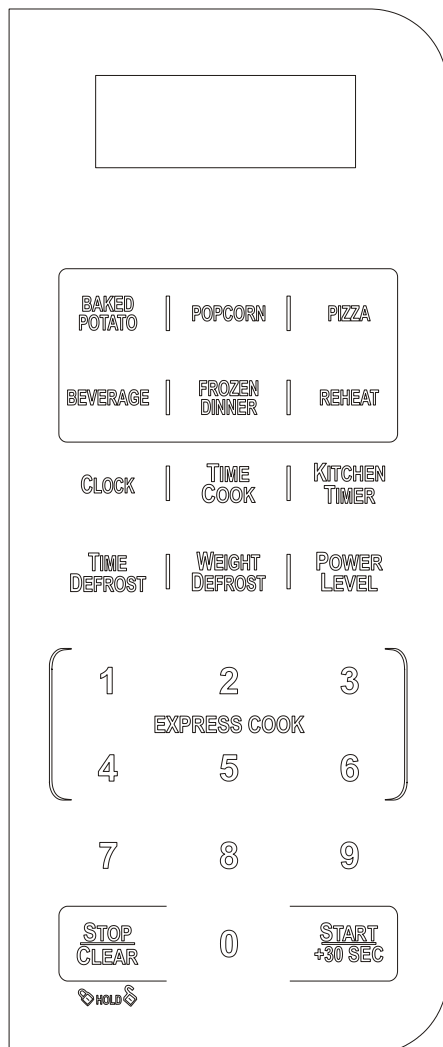 BAKED POTATO
POPCORN
PIZZA
BEVERAGE
FROZEN DINNER
REHEAT
CLOCK
TIME COOK
KITCHEN TIMER
TIME DEFROST
WEIGHT DEFROST
POWER LEVEL
1 2 3
EXPRESS COOK
4 5 6
7 8 9
STOP
CLEAR
0
START
+30 SEC
HOLD